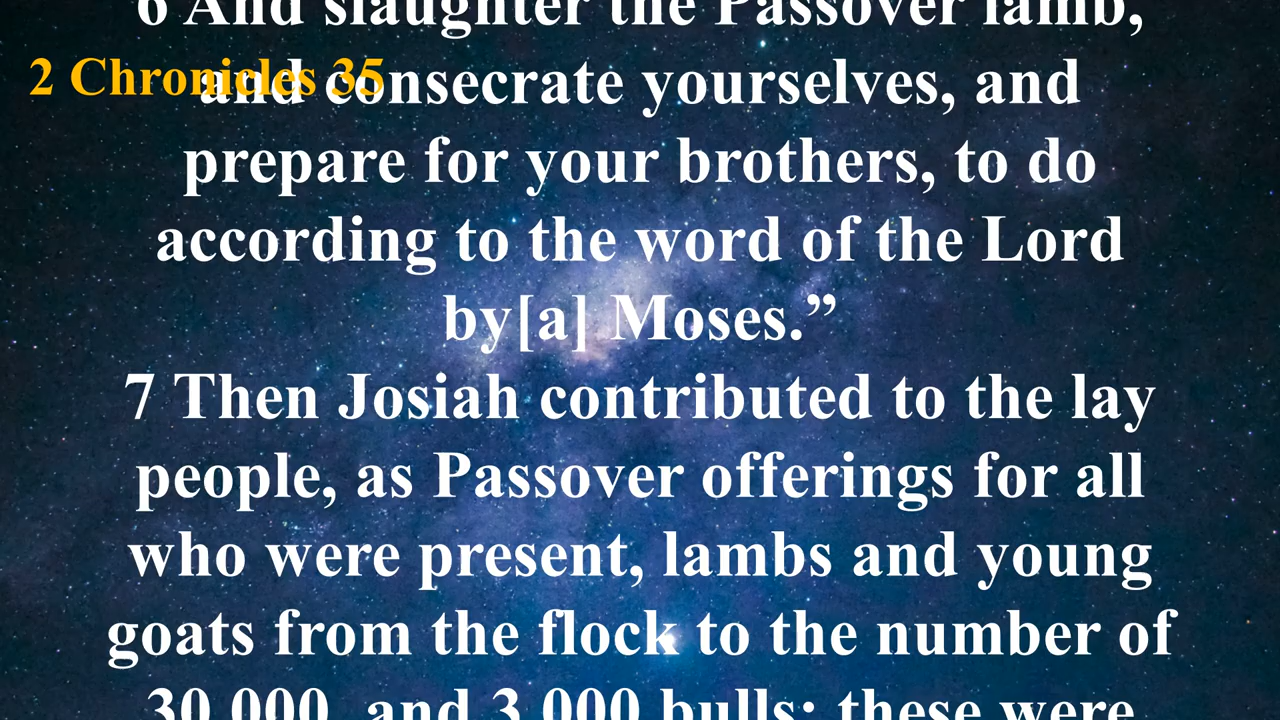 6 And slaughter the Passover lamb,
2 Chronicles 35
and consecrate yourselves, and
prepare for your brothers, to do
according to the word of the Lord
by[a] Moses.”
7 Then Josiah contributed to the lay
people, as Passover offerings for all
who were present, lambs and young
goats from the flock to the number of
30,000, and 3,000 bulls; these were